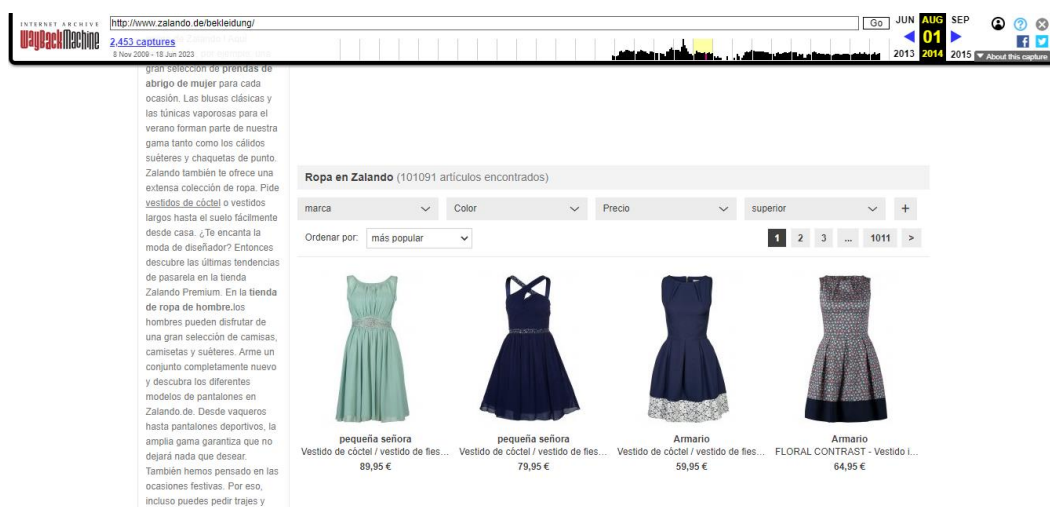 INTERNET ARCHIVE
WayBackMachine
http://www.zalando.de/bekleidung/
Go
JUN AUG SEP
2,453 captures
01
8 Nov 2009 - 18 Jun 2023
2013 2014 2015
About this capture
gran selección de prendas de
abrigo de mujer para cada
ocasión. Las blusas clásicas y
las túnicas vaporosas para el
verano forman parte de nuestra
gama tanto como los cálidos
suéteres y chaquetas de punto.
Zalando también te ofrece una
extensa colección de ropa. Pide
vestidos de cóctel o vestidos
largos hasta el suelo fácilmente
desde casa. ¿Te encanta la
moda de diseñador? Entonces
descubre las últimas tendencias
de pasarela en la tienda
Zalando Premium. En la tienda
de ropa de hombre.los
hombres pueden disfrutar de
una gran selección de camisas,
camisetas y suéteres. Arme un
conjunto completamente nuevo
y descubra los diferentes
modelos de pantalones en
Zalando.de. Desde vaqueros
hasta pantalones deportivos, la
amplia gama garantiza que no
dejará nada que desear.
También hemos pensado en las
ocasiones festivas. Por eso,
incluso puedes pedir trajes y
Ropa en Zalando (101091 artículos encontrados)
marca Color Precio superior +
Ordenar por: más popular
1 2 3 ... 1011 >
pequeña señora
Vestido de cóctel / vestido de fies...
89,95 €
pequeña señora
Vestido de cóctel / vestido de fies...
79,95 €
Armario
Vestido de cóctel / vestido de fies...
59,95 €
Armario
FLORAL CONTRAST - Vestido i...
64,95 €